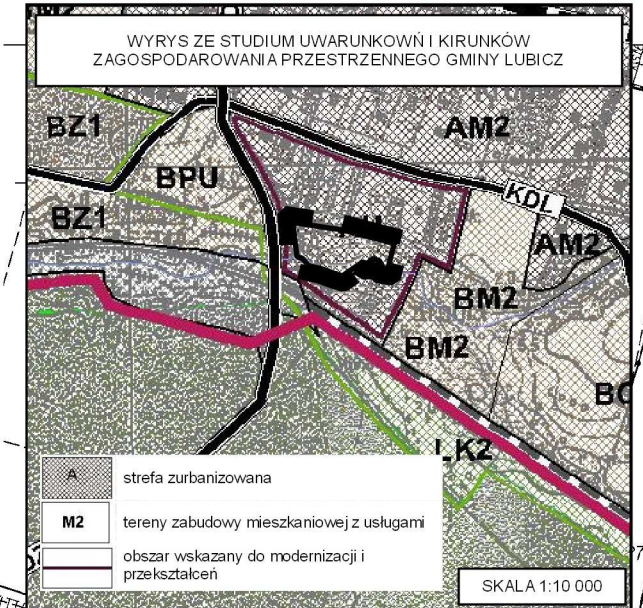 WYRYS ZE STUDIUM UWARUNKOWŃ I KIRUNKÓW
ZAGOSPODAROWANIA PRZESTRZENNEGO GMINY LUBICZ
BZ1
AM2
BPU
KDL
BZ1
AM2
BM2
BM2
LK2
A
strefa zurbanizowana
M2
tereny zabudowy mieszkaniowej z usługami
obszar wskazany do modernizacji i
przekształceń
SKALA 1:10 000